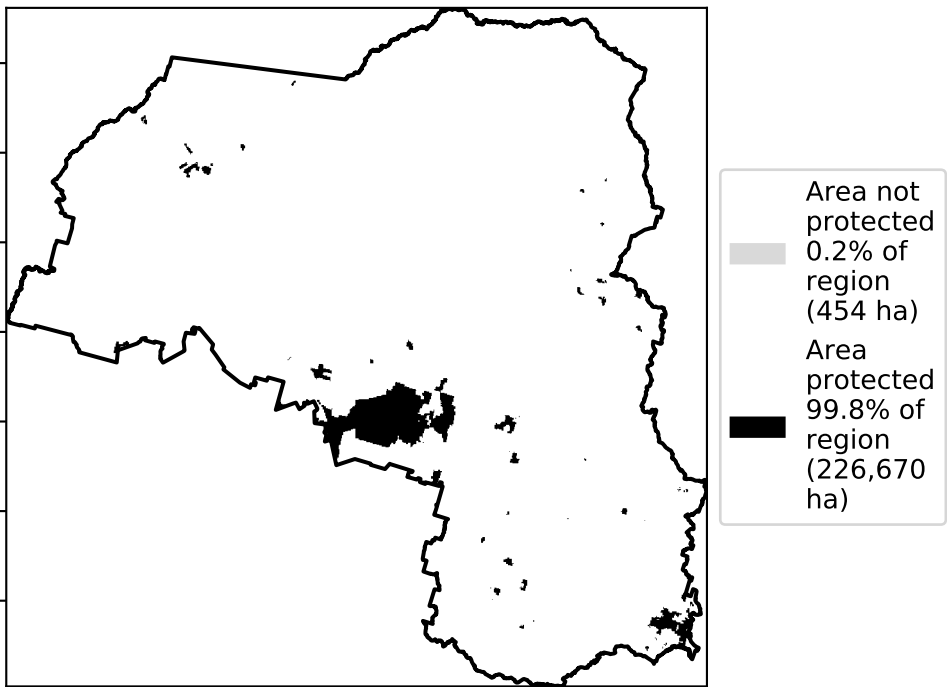 Area not
protected
0.2% of
region
(454 ha)
Area
protected
99.8% of
region
(226,670
ha)